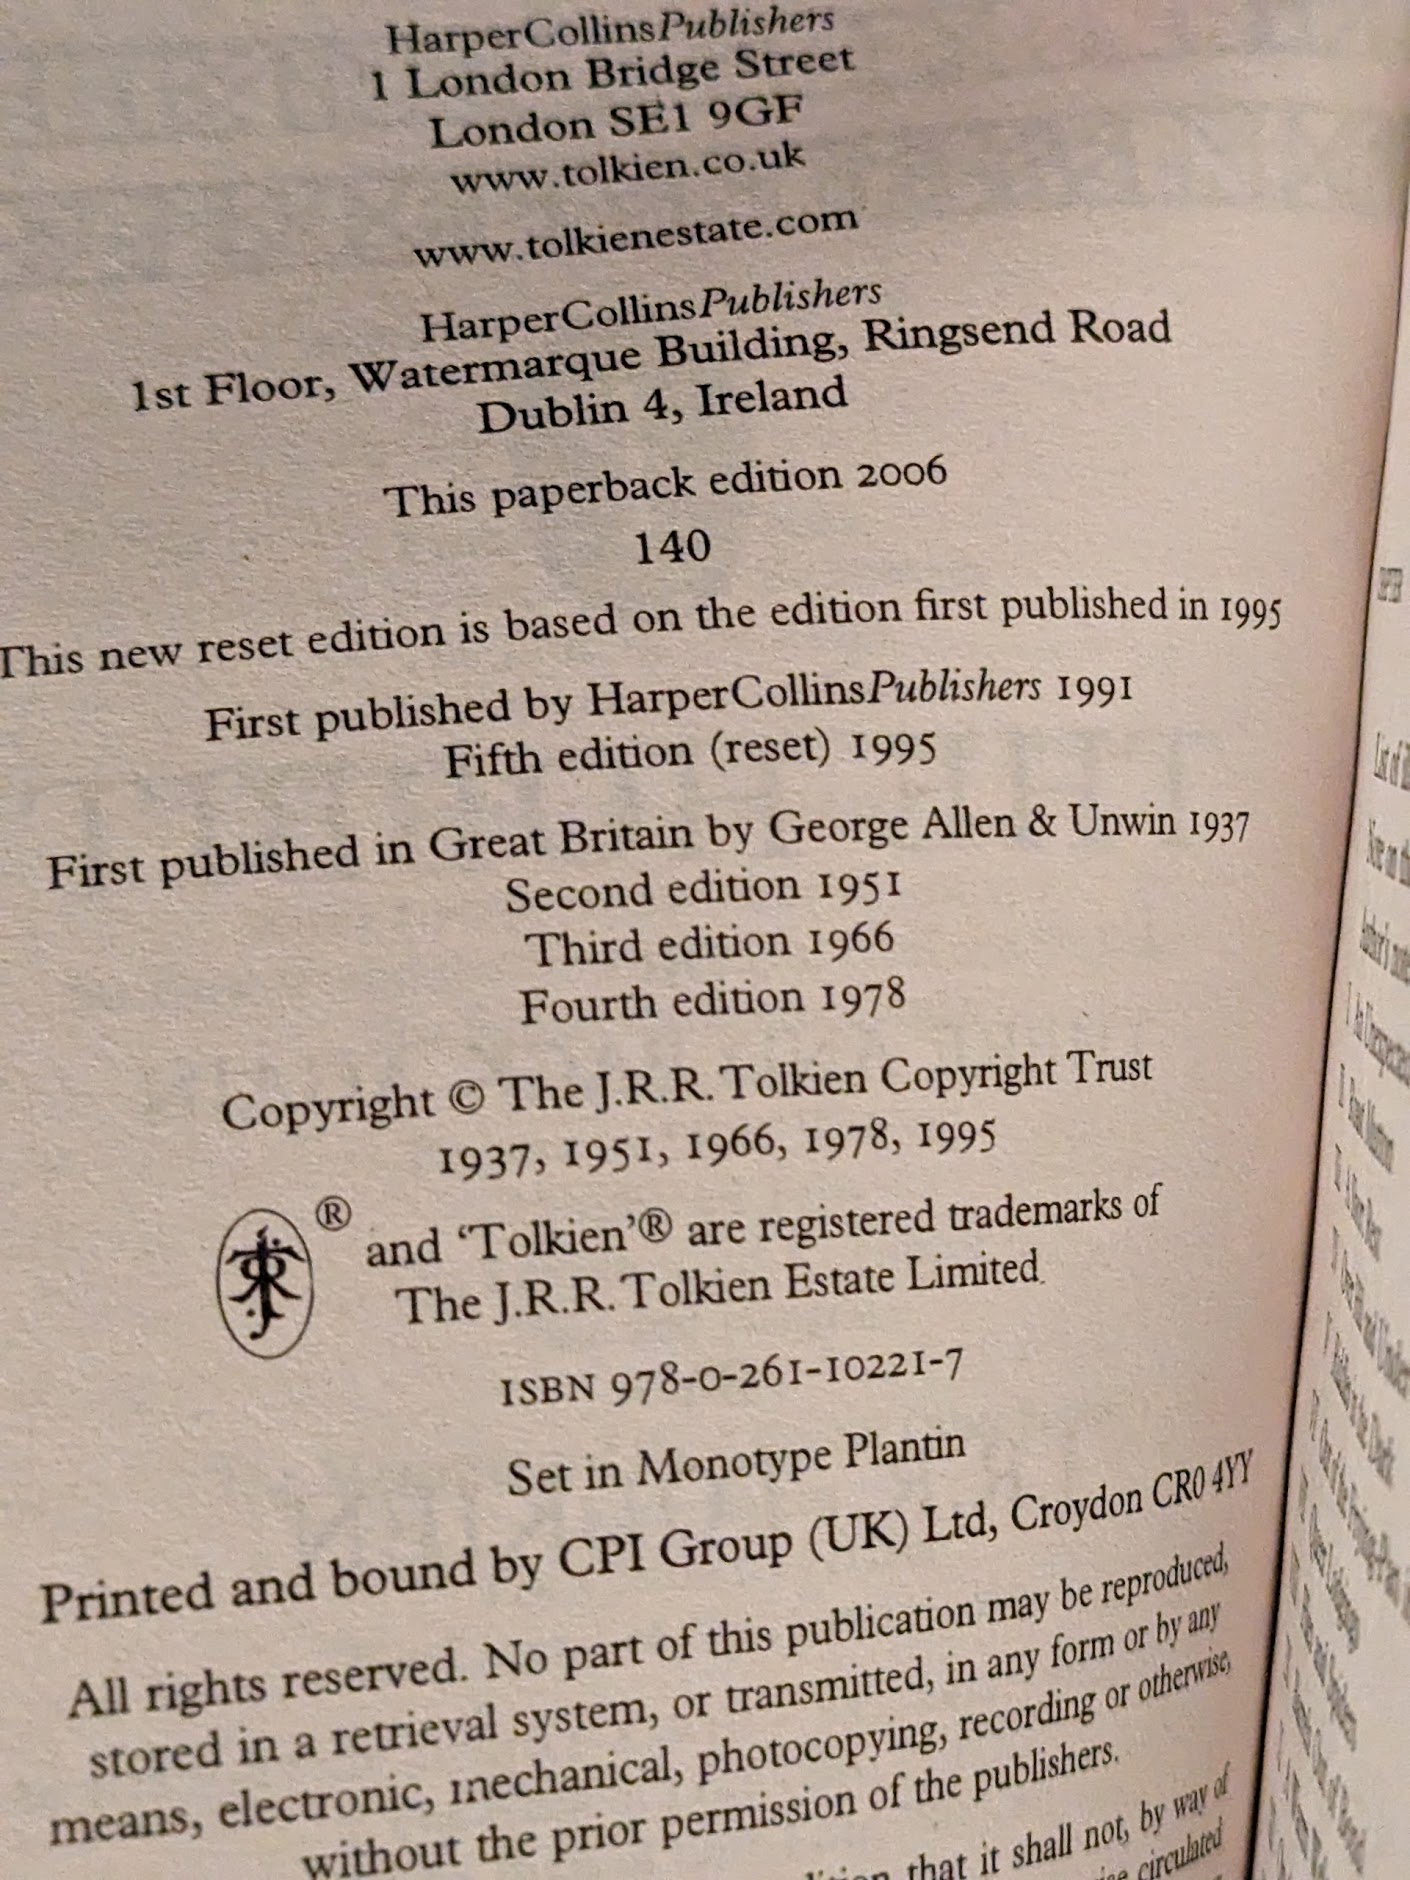 HarperCollinsPublishers
1 London Bridge Street
London SE1 9GF
www.tolkien.co.uk
www.tolkienestate.com
HarperCollinsPublishers
1st Floor, Watermarque Building, Ringsend Road
Dublin 4, Ireland
This paperback edition 2006
140
This new reset edition is based on the edition first published in 1995
First published by HarperCollinsPublishers 1991
Fifth edition (reset) 1995
First published in Great Britain by George Allen & Unwin 1937
Second edition 1951
Third edition 1966
Fourth edition 1978
Copyright © The J.R.R. Tolkien Copyright Trust
1937, 1951, 1966, 1978, 1995
® and ‘Tolkien’® are registered trademarks of
The J.R.R. Tolkien Estate Limited
ISBN 978-0-261-10221-7
Set in Monotype Plantin
Printed and bound by CPI Group (UK) Ltd, Croydon CR0 4YY
All rights reserved. No part of this publication may be reproduced,
stored in a retrieval system, or transmitted, in any form or by any
means, electronic, mechanical, photocopying, recording or otherwise,
without the prior permission of the publishers.
that it shall not, by way of
circulated